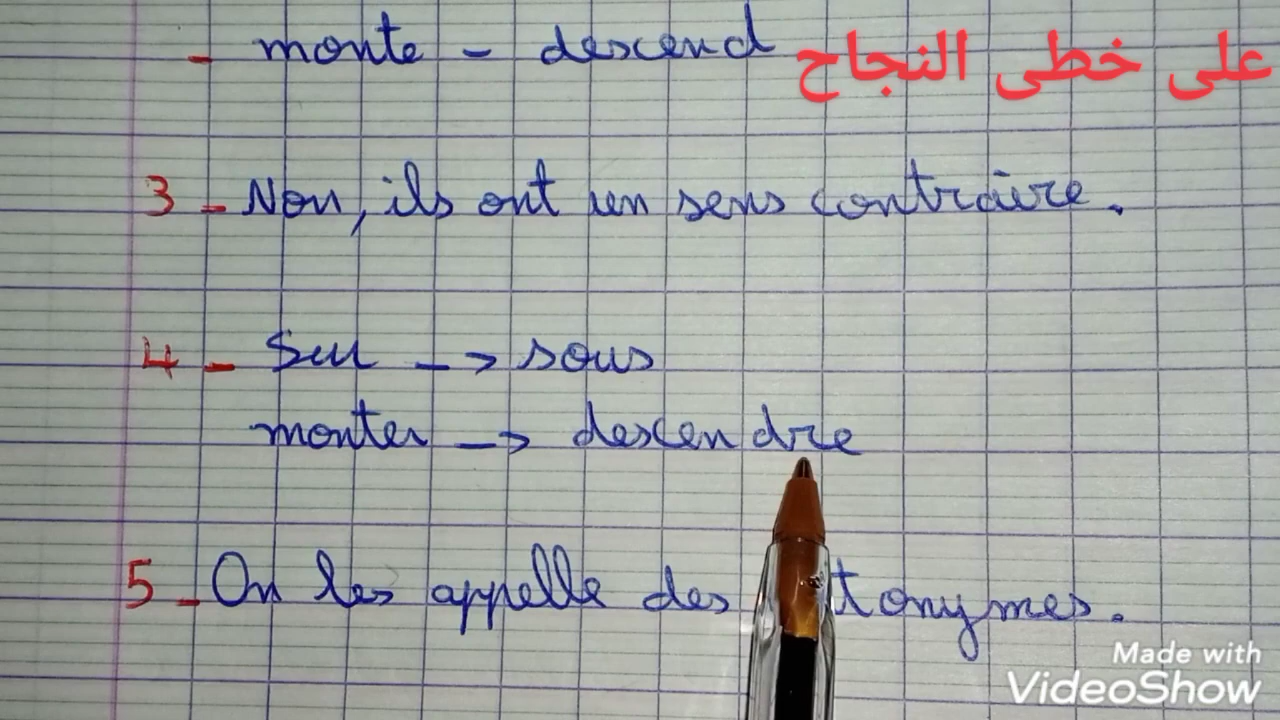 - monte - descend
على خطى النجاح
3 - Non, ils ont un sens contraire.
4 - Sur -> sous
monter -> descendre
5 - On les appelle des tonymes.
Made with
VideoShow